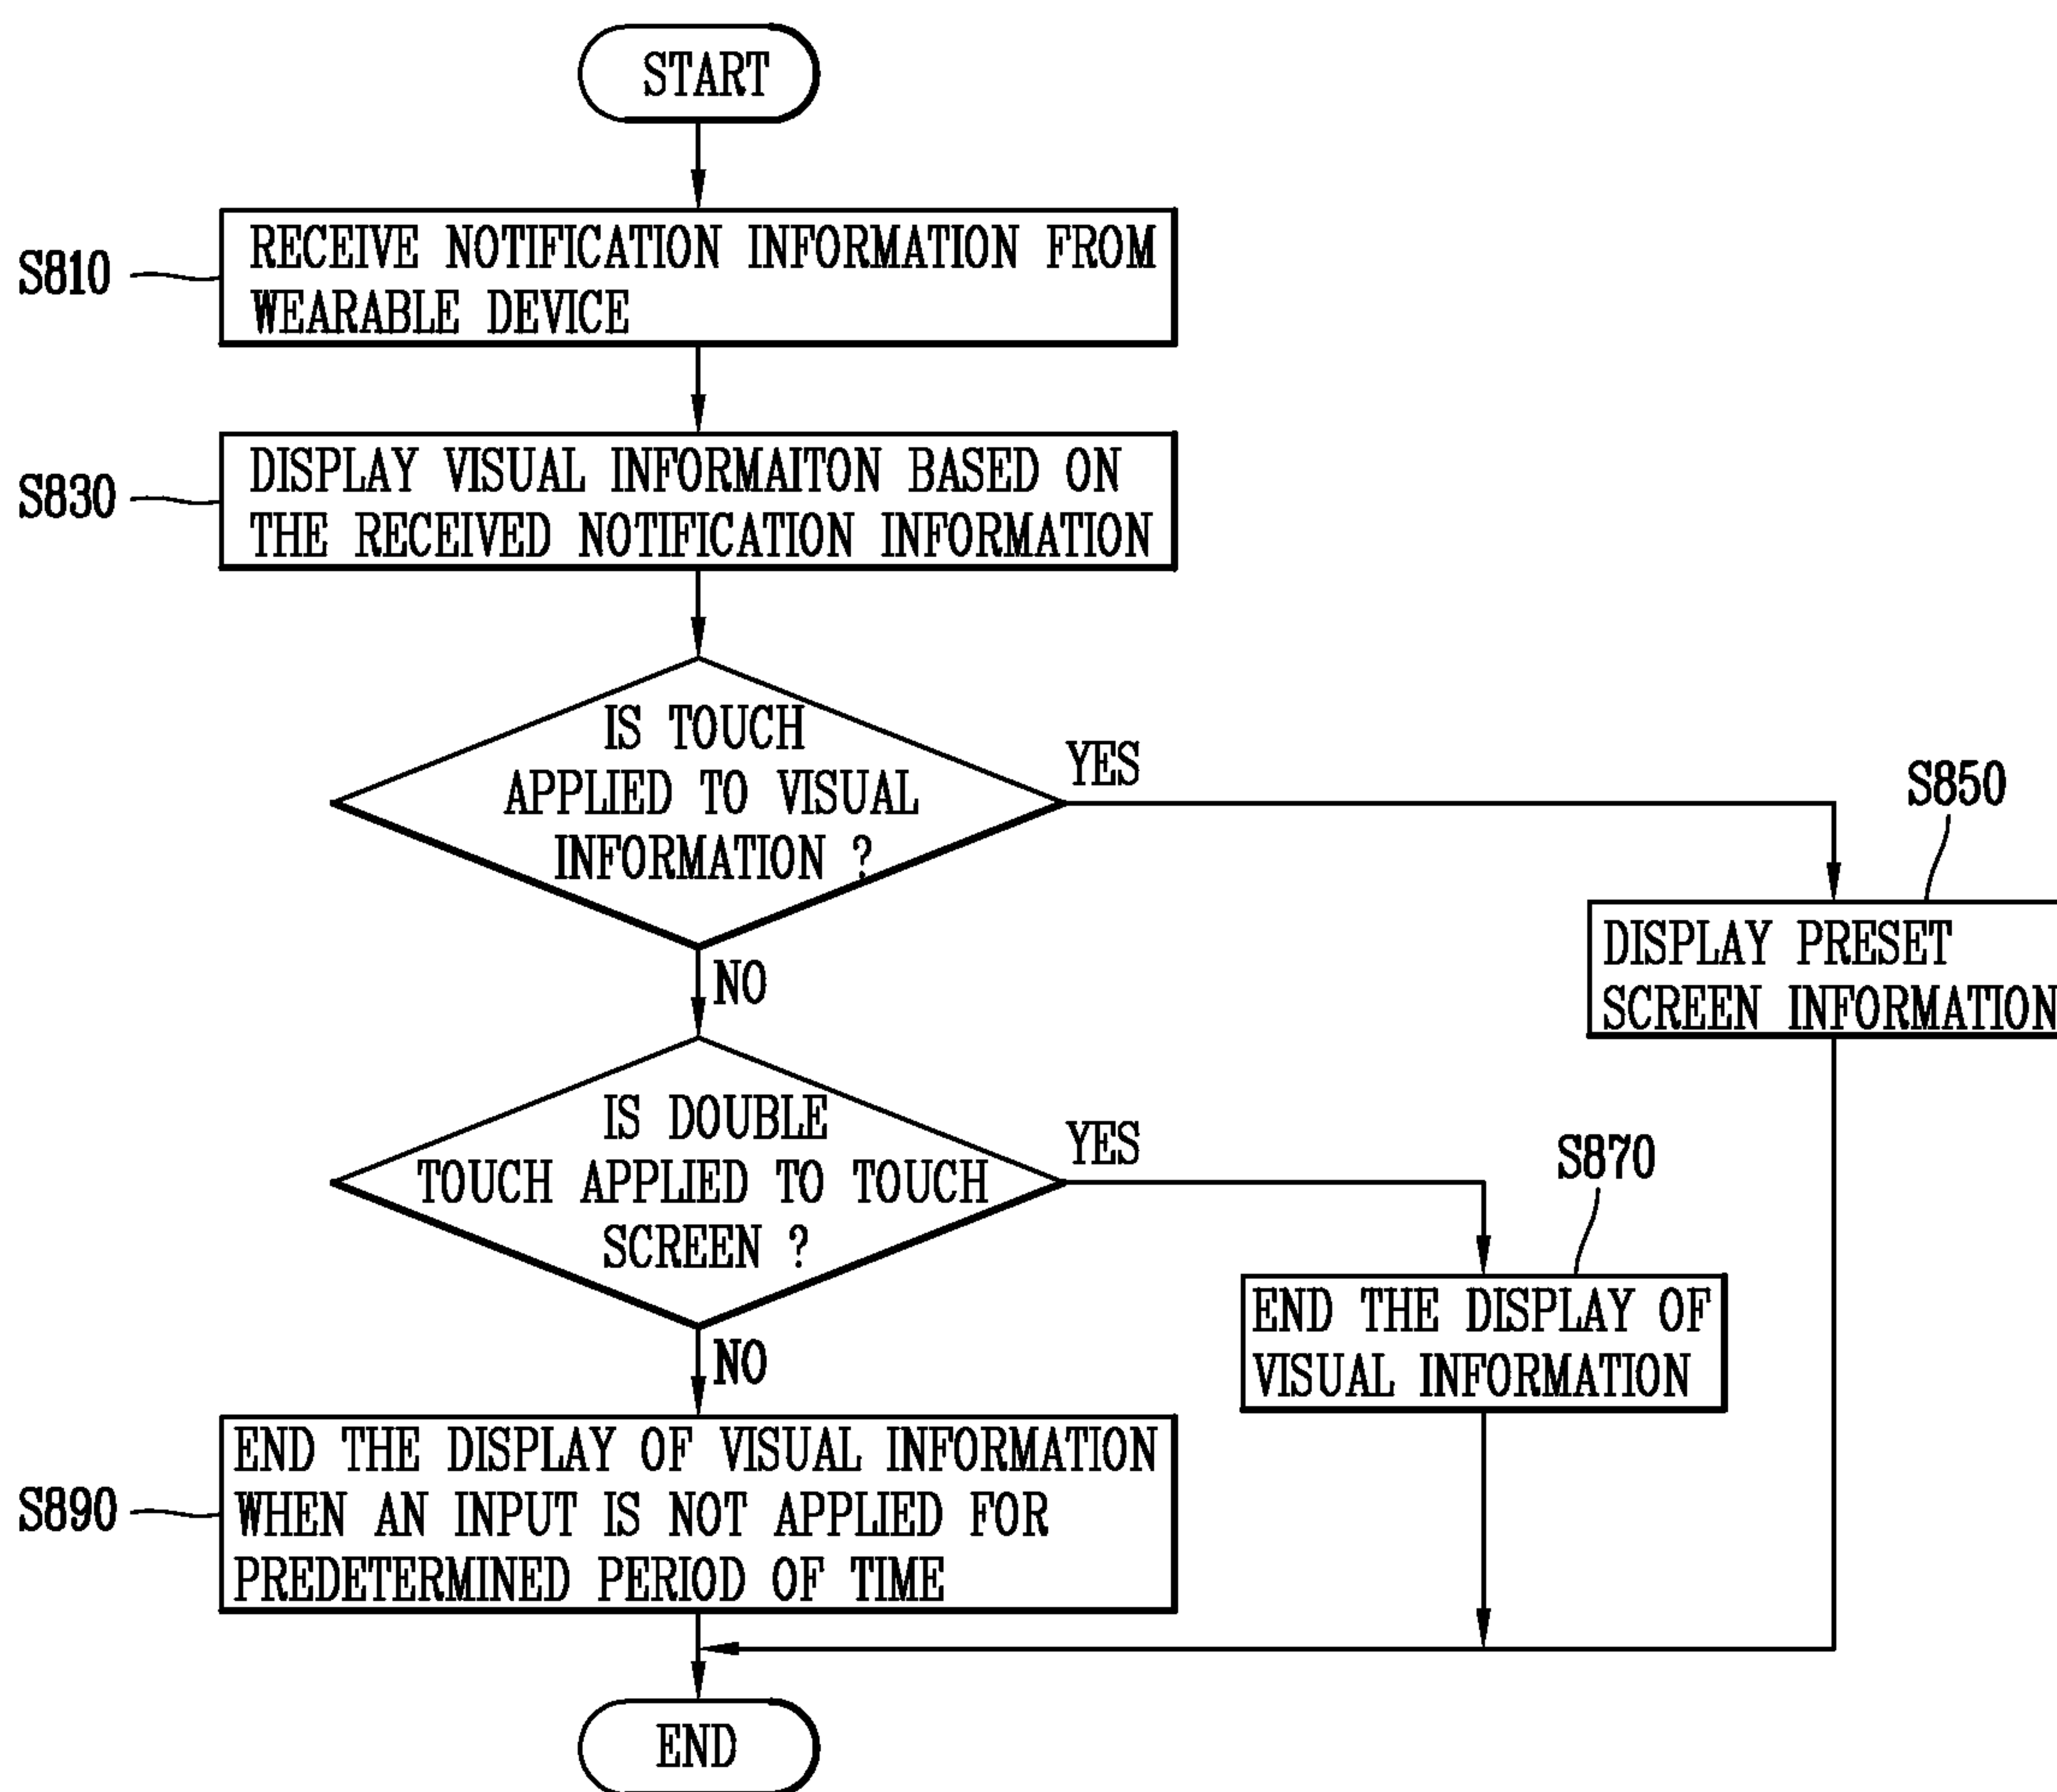 START
S810
RECEIVE NOTIFICATION INFORMATION FROM
WEARABLE DEVICE
S830
DISPLAY VISUAL INFORMAITON BASED ON
THE RECEIVED NOTIFICATION INFORMATION
IS TOUCH
APPLIED TO VISUAL
INFORMATION ?
YES
NO
S850
DISPLAY PRESET
SCREEN INFORMATION
IS DOUBLE
TOUCH APPLIED TO TOUCH
SCREEN ?
YES
NO
S870
END THE DISPLAY OF
VISUAL INFORMATION
S890
END THE DISPLAY OF VISUAL INFORMATION
WHEN AN INPUT IS NOT APPLIED FOR
PREDETERMINED PERIOD OF TIME
END